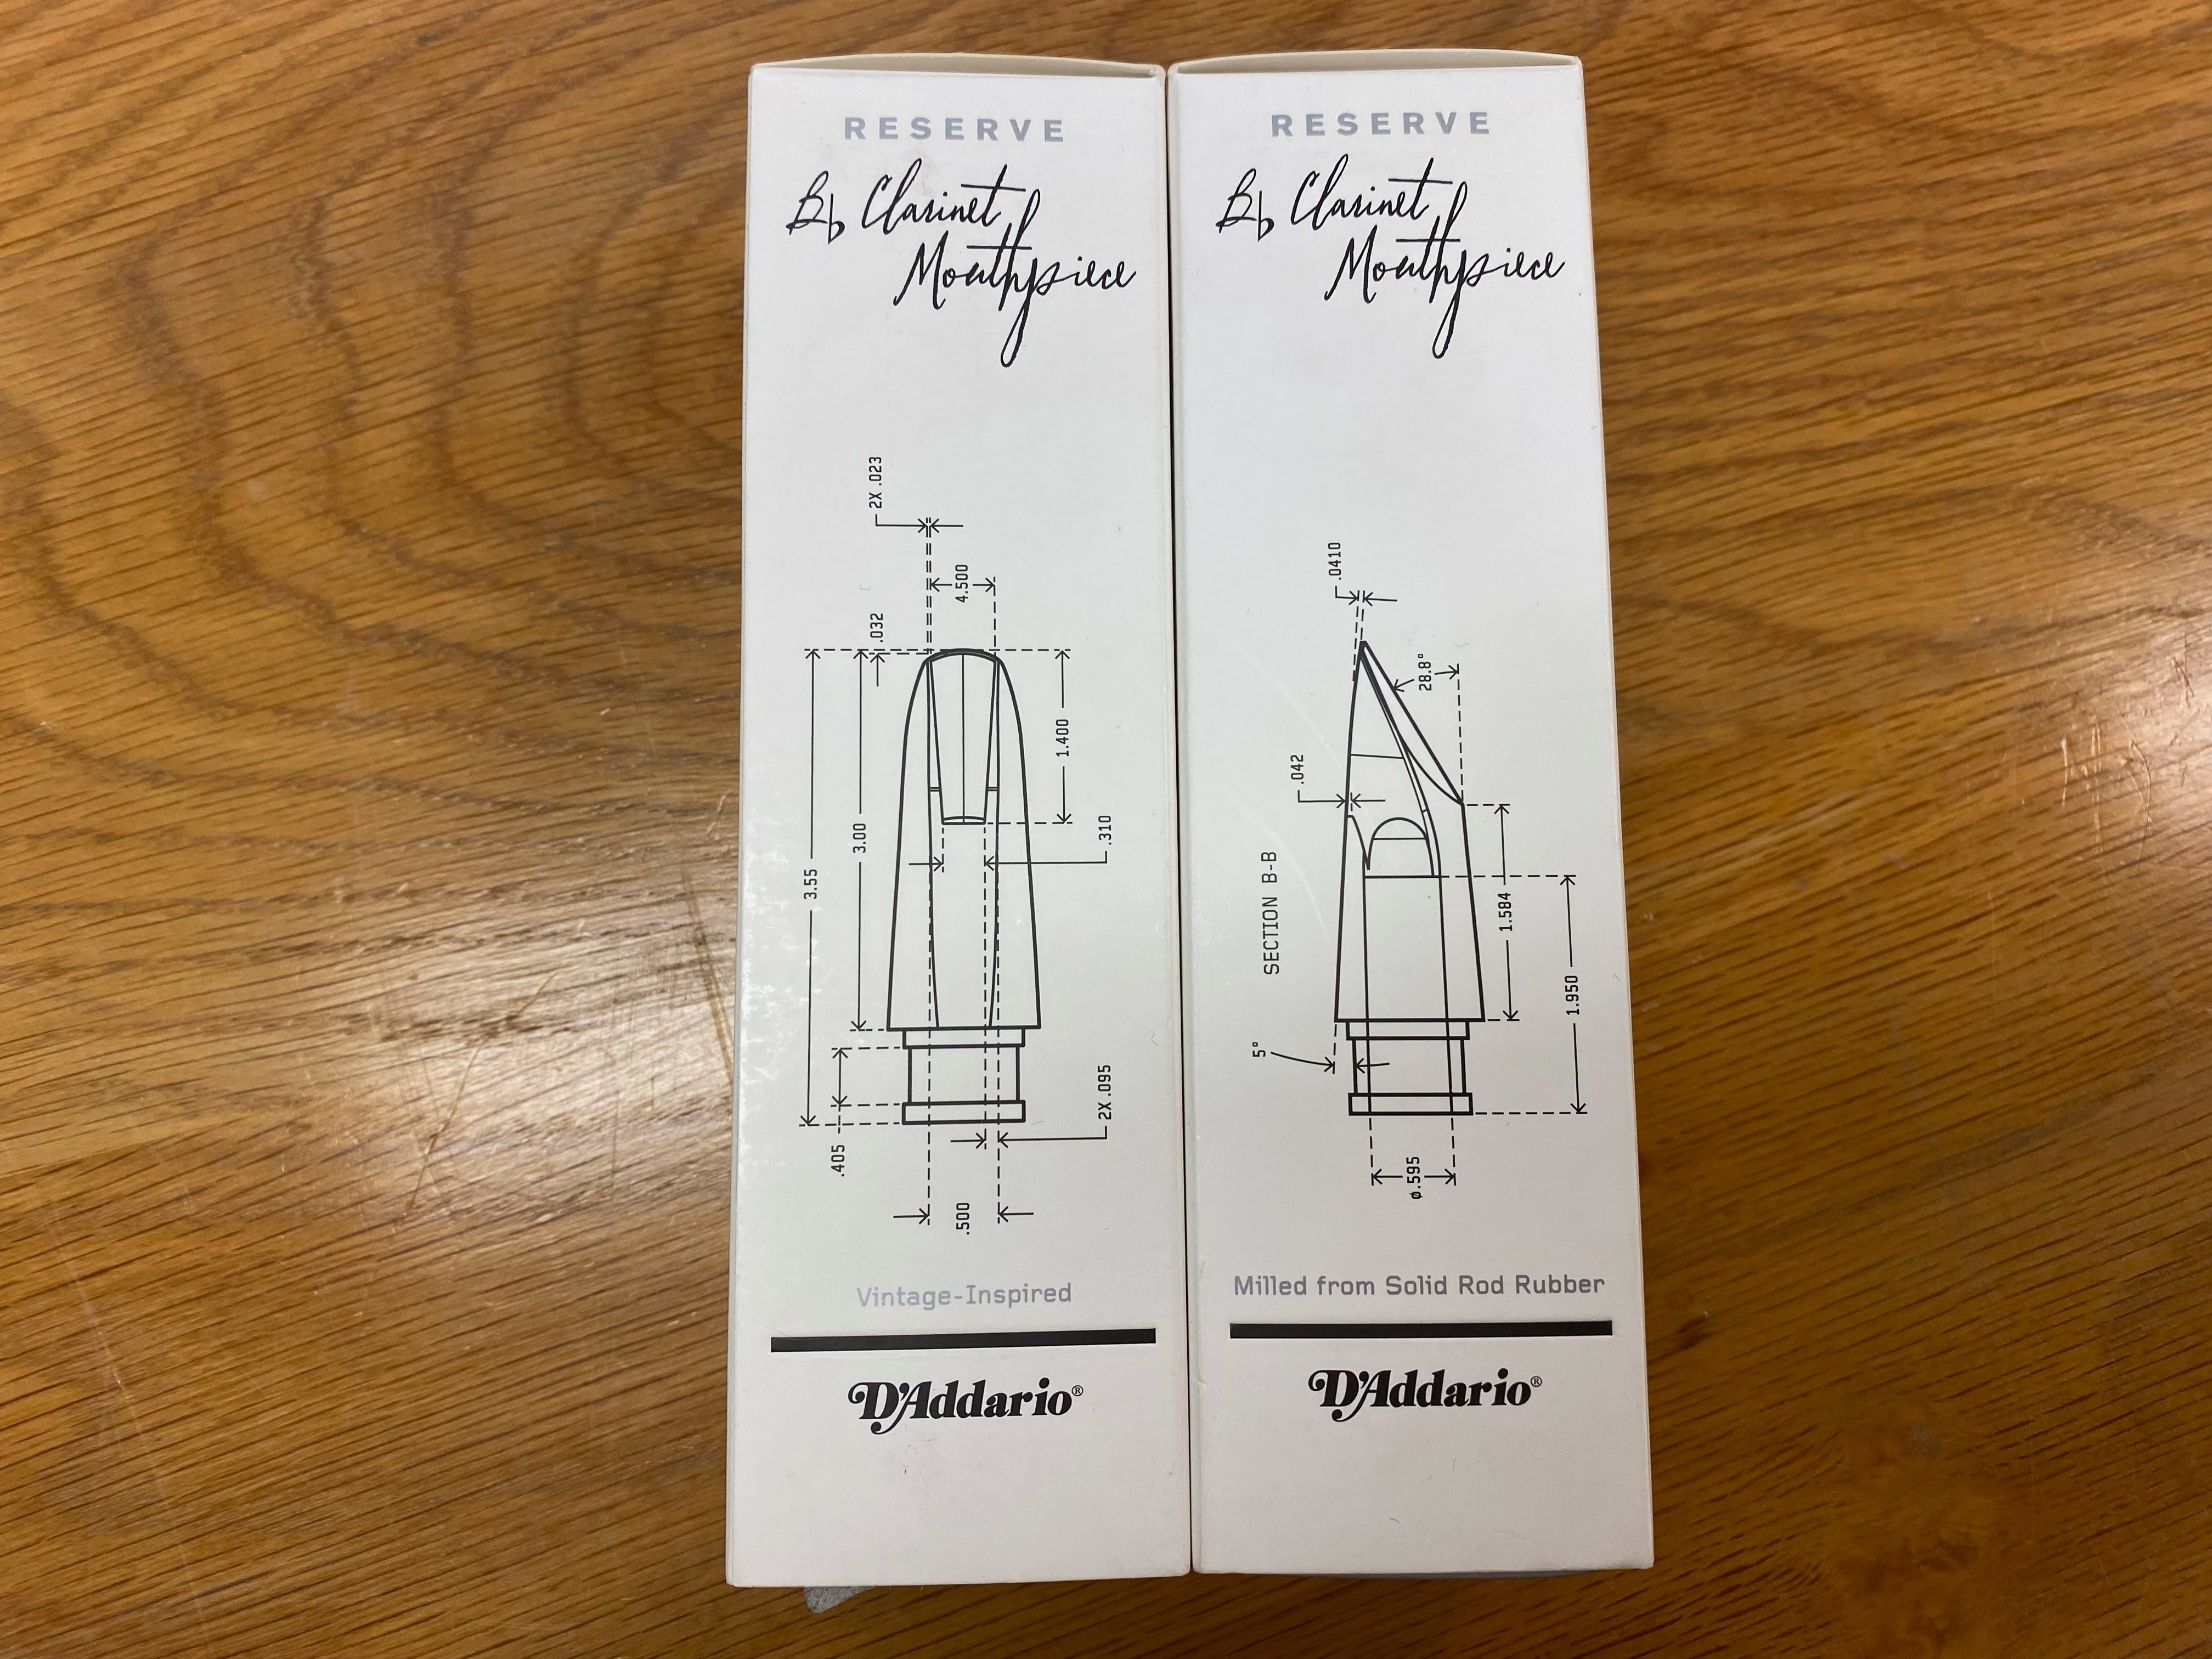 RESERVE
Bb Clarinet
Mouthpiece
2X .023
4.500
.032
1.400
3.00
3.55
.310
2X .095
.405
.500
Vintage-Inspired
D'Addario®
RESERVE
Bb Clarinet
Mouthpiece
.0410
28.8°
.042
SECTION B-B
1.584
1.950
5°
ø.595
Milled from Solid Rod Rubber
D'Addario®